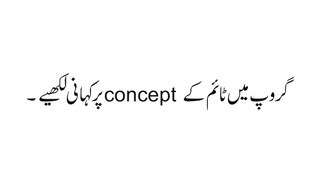 گروپ میں ٹائم کے concept پر کہانی لکھیے ۔